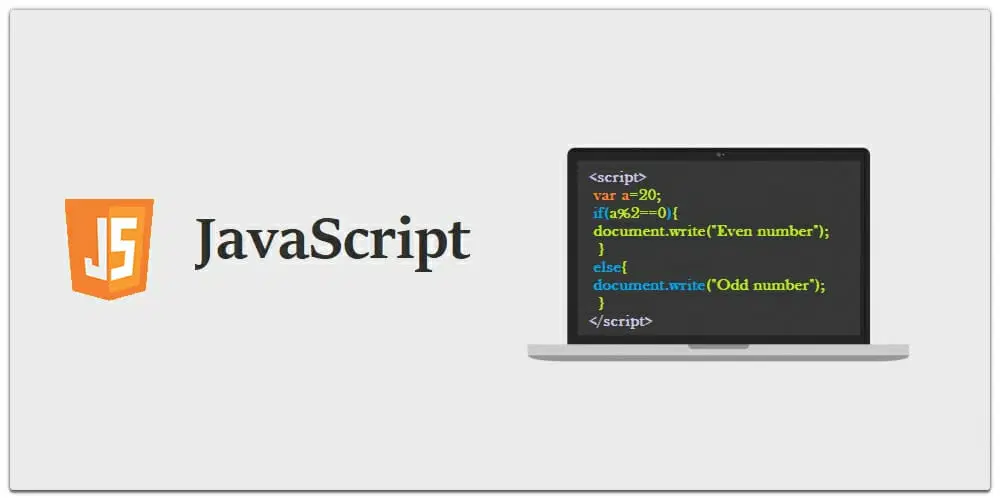 JS
JavaScript
<script>
var a=20;
if(a%2==0){
document.write("Even number");
}
else{
document.write("Odd number");
}
</script>